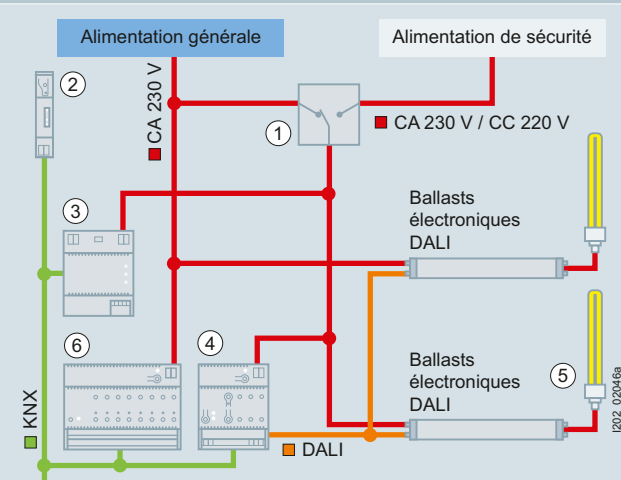 Alimentation générale
Alimentation de sécurité
2
CA 230 V
1
CA 230 V / CC 220 V
3
Ballasts
électroniques
DALI
6
4
Ballasts
électroniques
DALI
5
KNX
DALI
I202_02046a